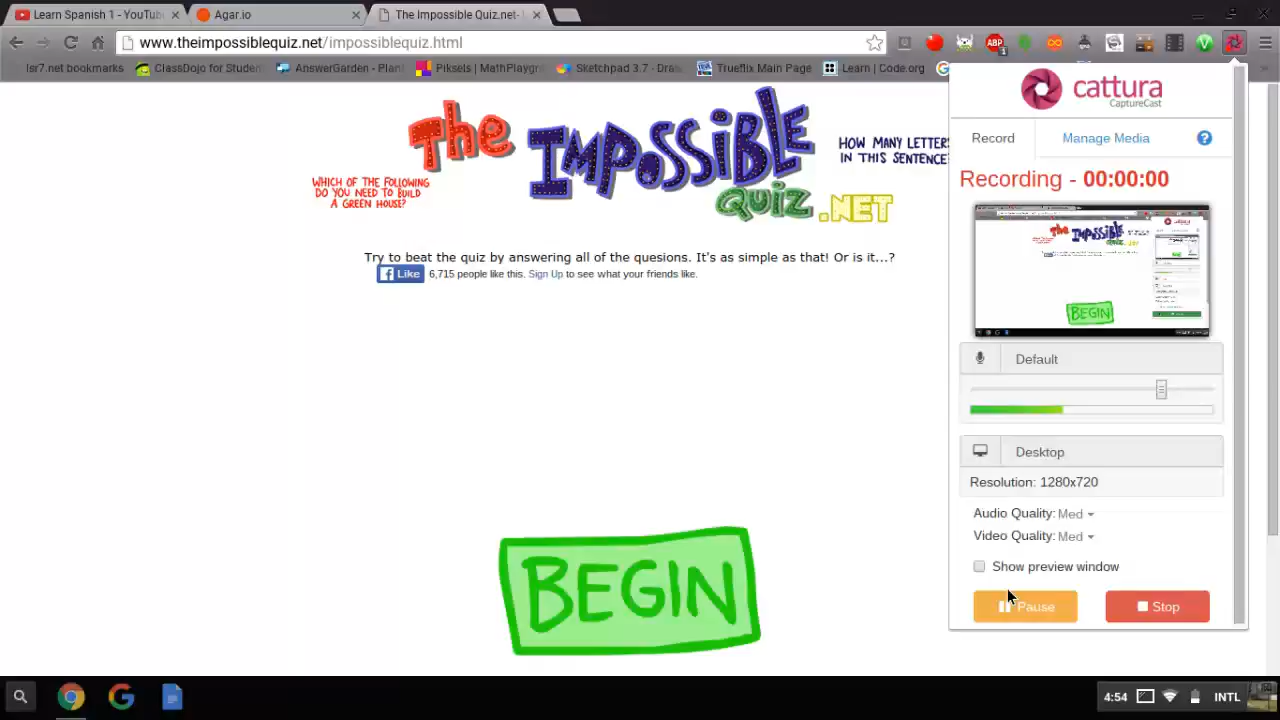 Learn Spanish 1 - YouTub
Agar.io
The Impossible Quiz.net-
www.theimpossiblequiz.net/impossiblequiz.html
ABP
1
lsr7.net bookmarks
ClassDojo for Studen
AnswerGarden - Plan
Piksels | MathPlaygr
Sketchpad 3.7 - Draw
Trueflix Main Page
Learn | Code.org
The Impossible Quiz.NET
HOW MANY LETTERS
IN THIS SENTENCE?
WHICH OF THE FOLLOWING
DO YOU NEED TO BUILD
A GREEN HOUSE?
Try to beat the quiz by answering all of the quesions. It's as simple as that! Or is it...?
Like
6,715 people like this. Sign Up to see what your friends like.
BEGIN
cattura
CaptureCast
Record
Manage Media
?
Recording - 00:00:00
BEGIN
Default
Desktop
Resolution: 1280x720
Audio Quality: Med
Video Quality: Med
Show preview window
Pause
Stop
4:54
INTL